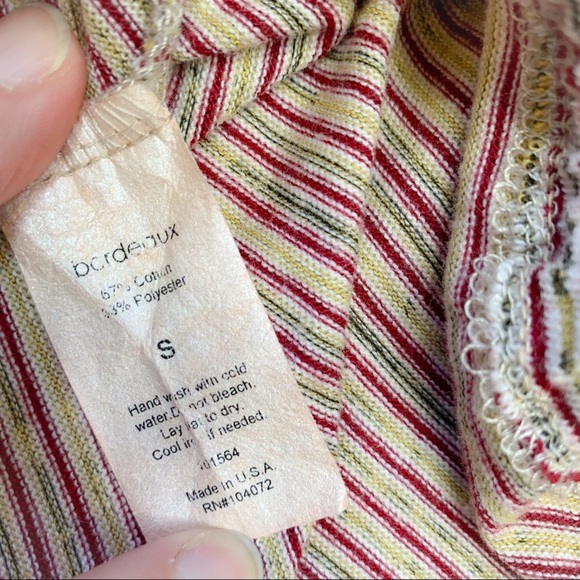 bordeaux
67% Cotton
33% Polyester
S
Hand wash with cold
water. Do not bleach.
Lay flat to dry.
Cool iron if needed.
Made in U.S.A.
RN#104072